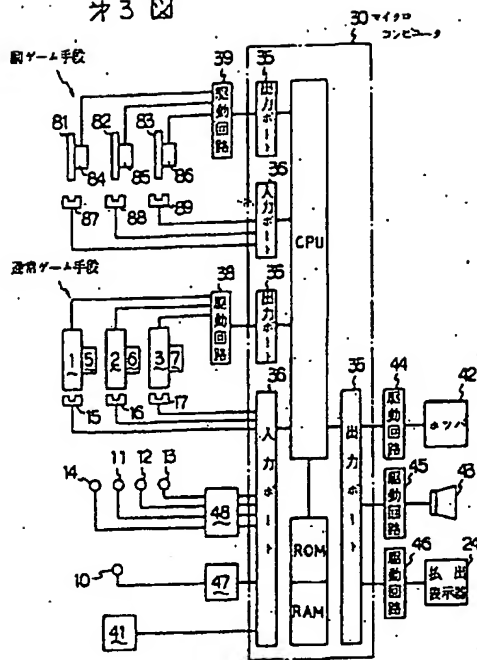 第3図
30 マイクロ
コンピュータ
副ゲーム手段
39
駆動回路
35
出力ポート
81
82
83
84
85
86
87
88
89
36
入力ポート
CPU
通常ゲーム手段
38
駆動回路
35
出力ポート
1
5
2
6
3
7
15
16
17
36
入力ポート
35
出力ポート
44
駆動回路
42
ホッパ
14
11
12
13
48
45
駆動回路
43
ROM
RAM
10
47
46
駆動回路
24
払出表示器
41